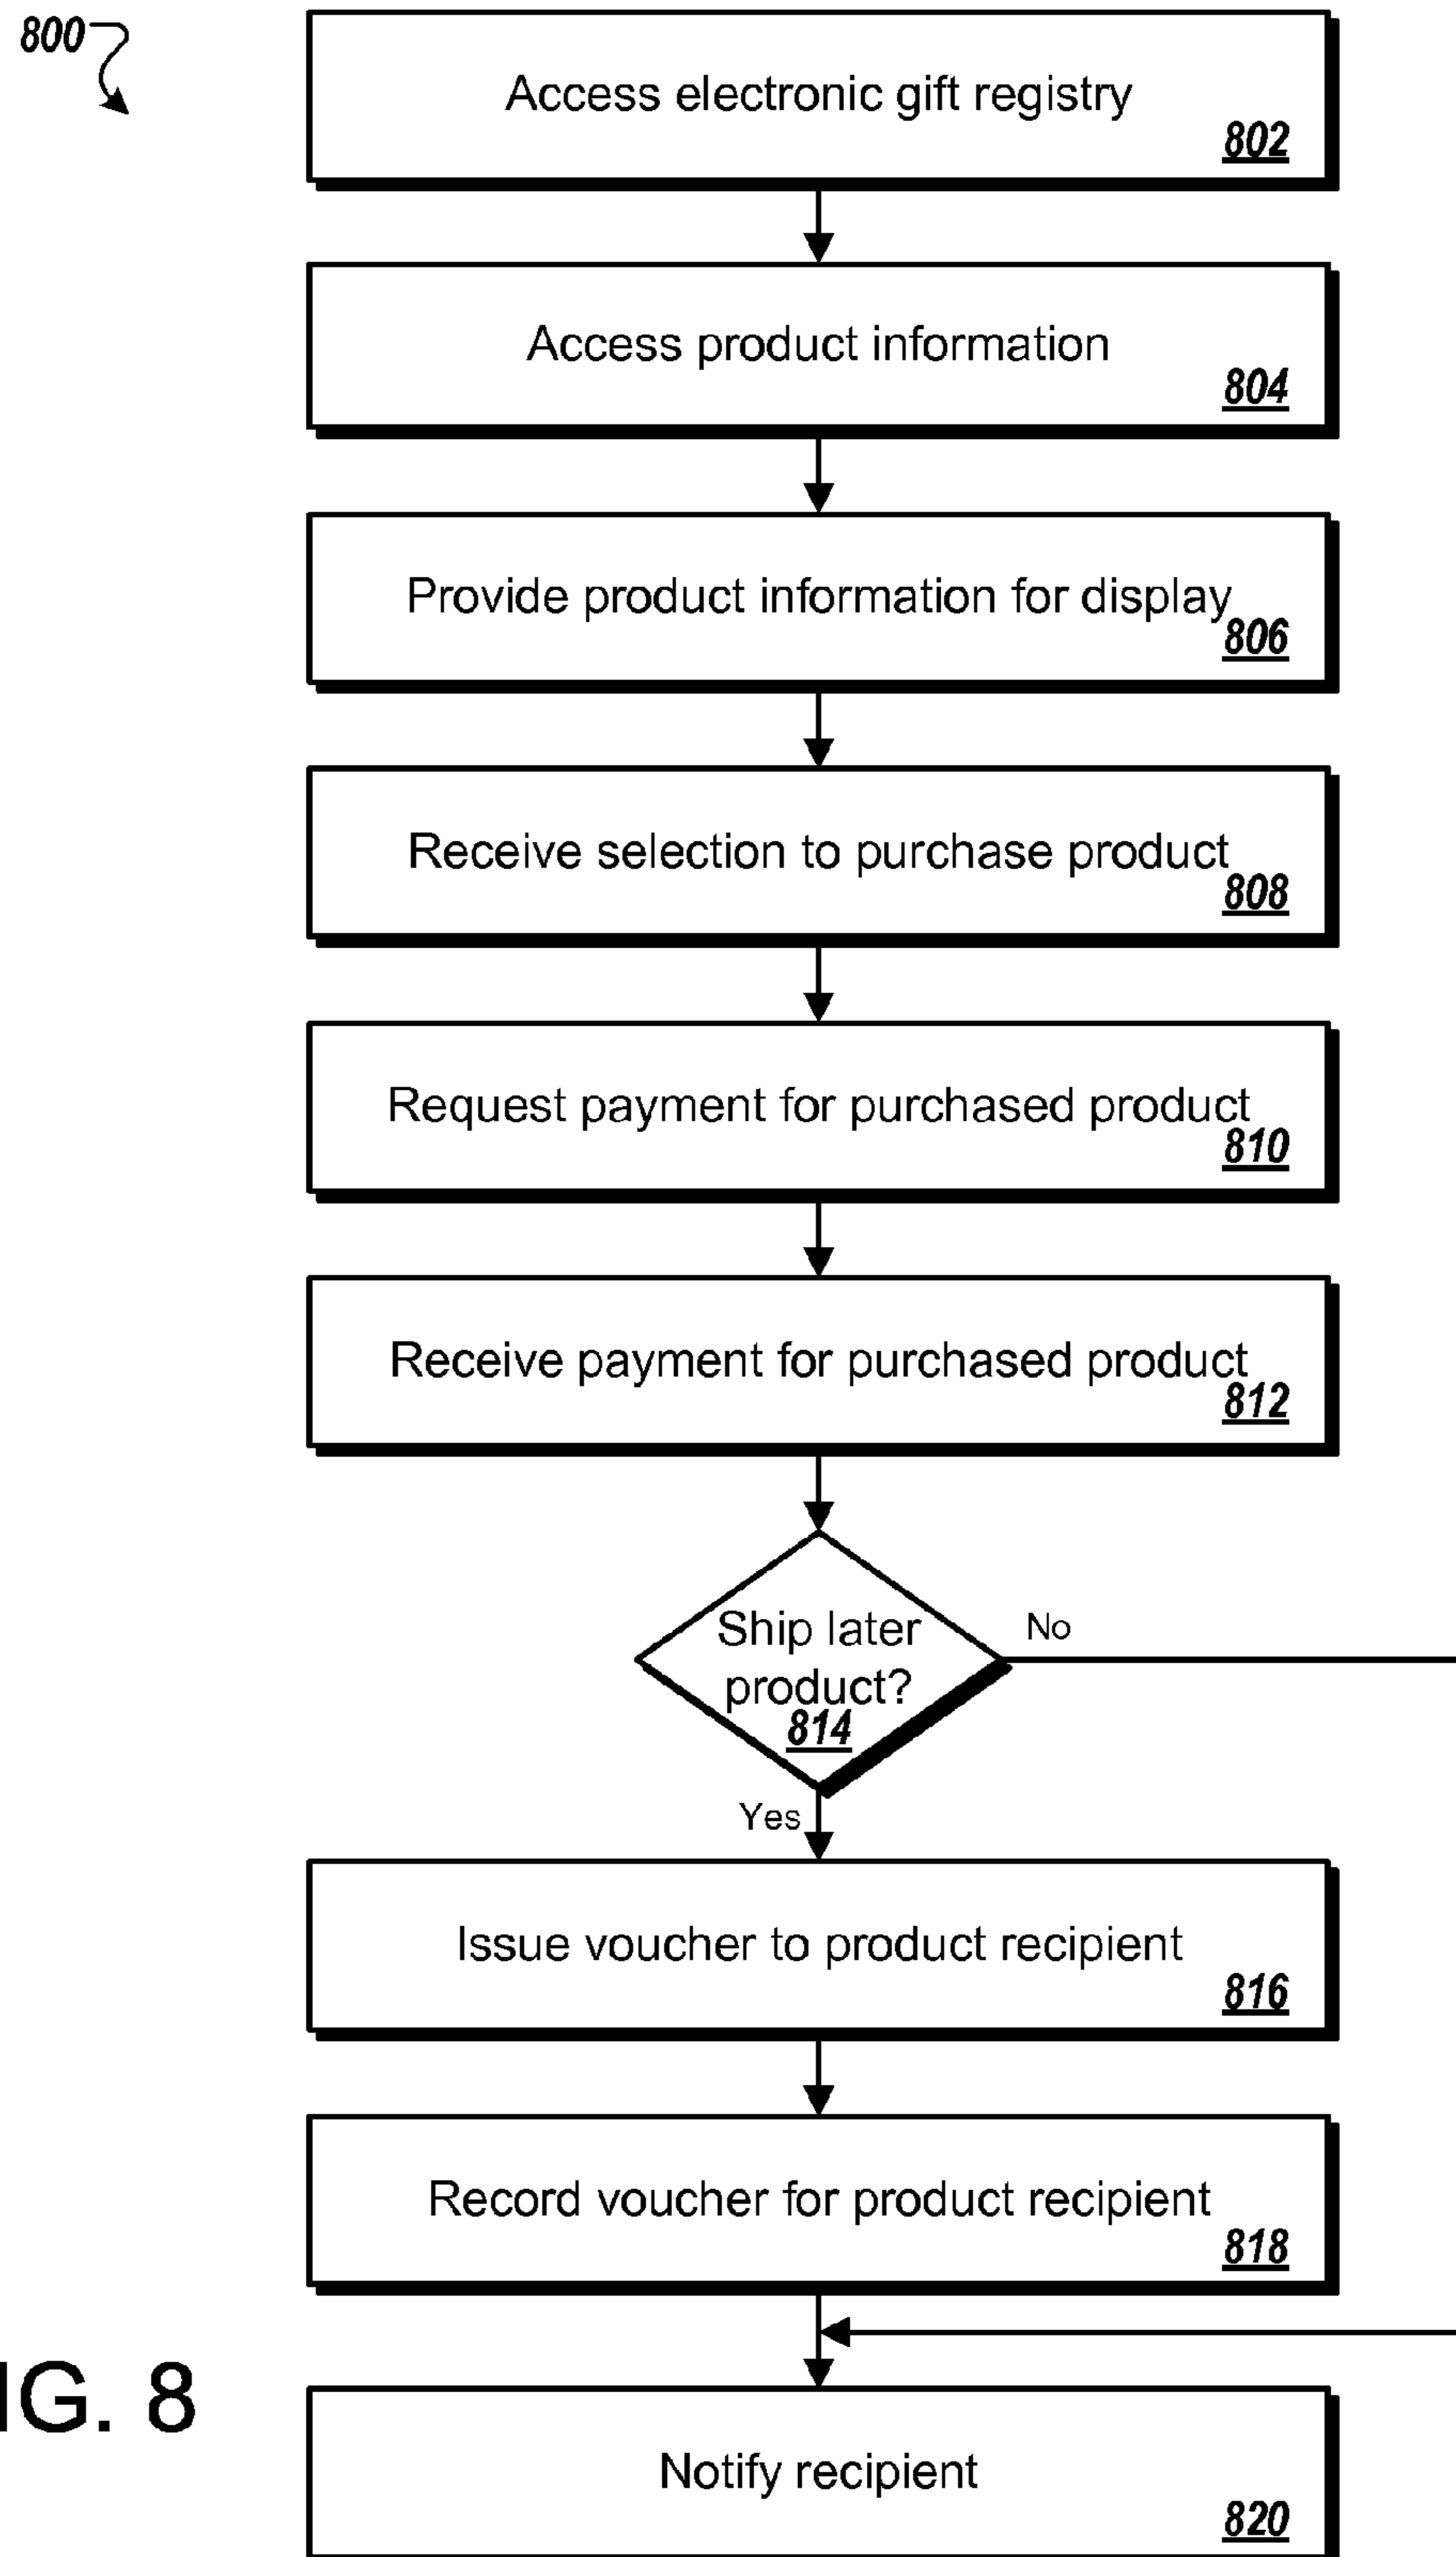 800
Access electronic gift registry
802
Access product information
804
Provide product information for display
806
Receive selection to purchase product
808
Request payment for purchased product
810
Receive payment for purchased product
812
Ship later
product?
814
No
Yes
Issue voucher to product recipient
816
Record voucher for product recipient
818
IG. 8
Notify recipient
820